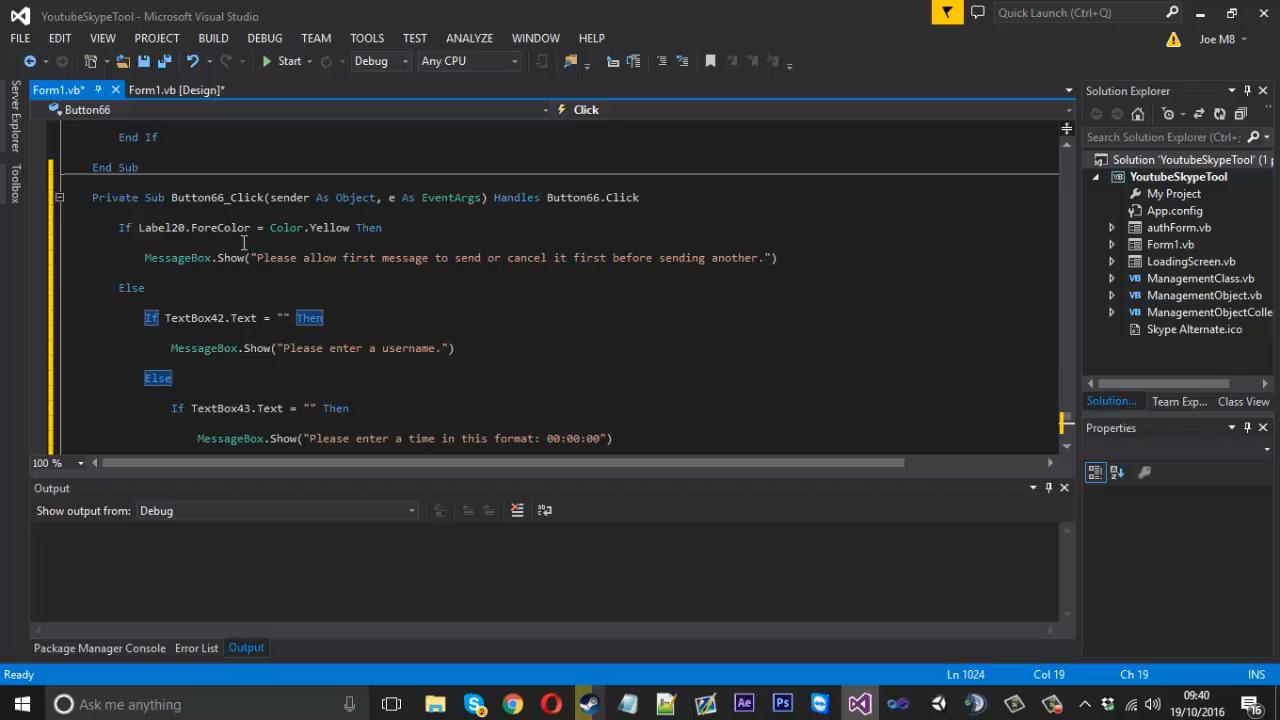 YoutubeSkypeTool - Microsoft Visual Studio
Quick Launch (Ctrl+Q)
FILE EDIT VIEW PROJECT BUILD DEBUG TEAM TOOLS TEST ANALYZE WINDOW HELP
Joe M8
Start Debug Any CPU
Server Explorer
Toolbox
Form1.vb* Form1.vb [Design]*
Button66 Click
End If
End Sub
Private Sub Button66_Click(sender As Object, e As EventArgs) Handles Button66.Click
If Label20.ForeColor = Color.Yellow Then
MessageBox.Show("Please allow first message to send or cancel it first before sending another.")
Else
If TextBox42.Text = "" Then
MessageBox.Show("Please enter a username.")
Else
If TextBox43.Text = "" Then
MessageBox.Show("Please enter a time in this format: 00:00:00")
100 %
Output
Show output from: Debug
Package Manager Console Error List Output
Solution Explorer
Search Solution Explorer (Ctrl+;
Solution 'YoutubeSkypeTool' (1 p
YoutubeSkypeTool
My Project
App.config
authForm.vb
Form1.vb
LoadingScreen.vb
ManagementClass.vb
ManagementObject.vb
ManagementObjectColle
Skype Alternate.ico
Solution... Team Exp... Class View
Properties
Ready Ln 1024 Col 19 Ch 19 INS
Ask me anything
2
Ae
Ps
09:40
19/10/2016
16